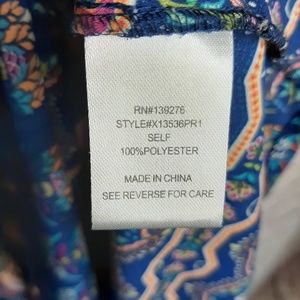 RN#139276
STYLE#X13536PR1
SELF
100%POLYESTER
MADE IN CHINA
SEE REVERSE FOR CARE